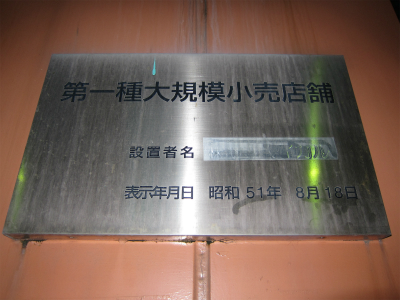 第一種大規模小売店舗
設置者名
表示年月日 昭和 51年 8月 18日